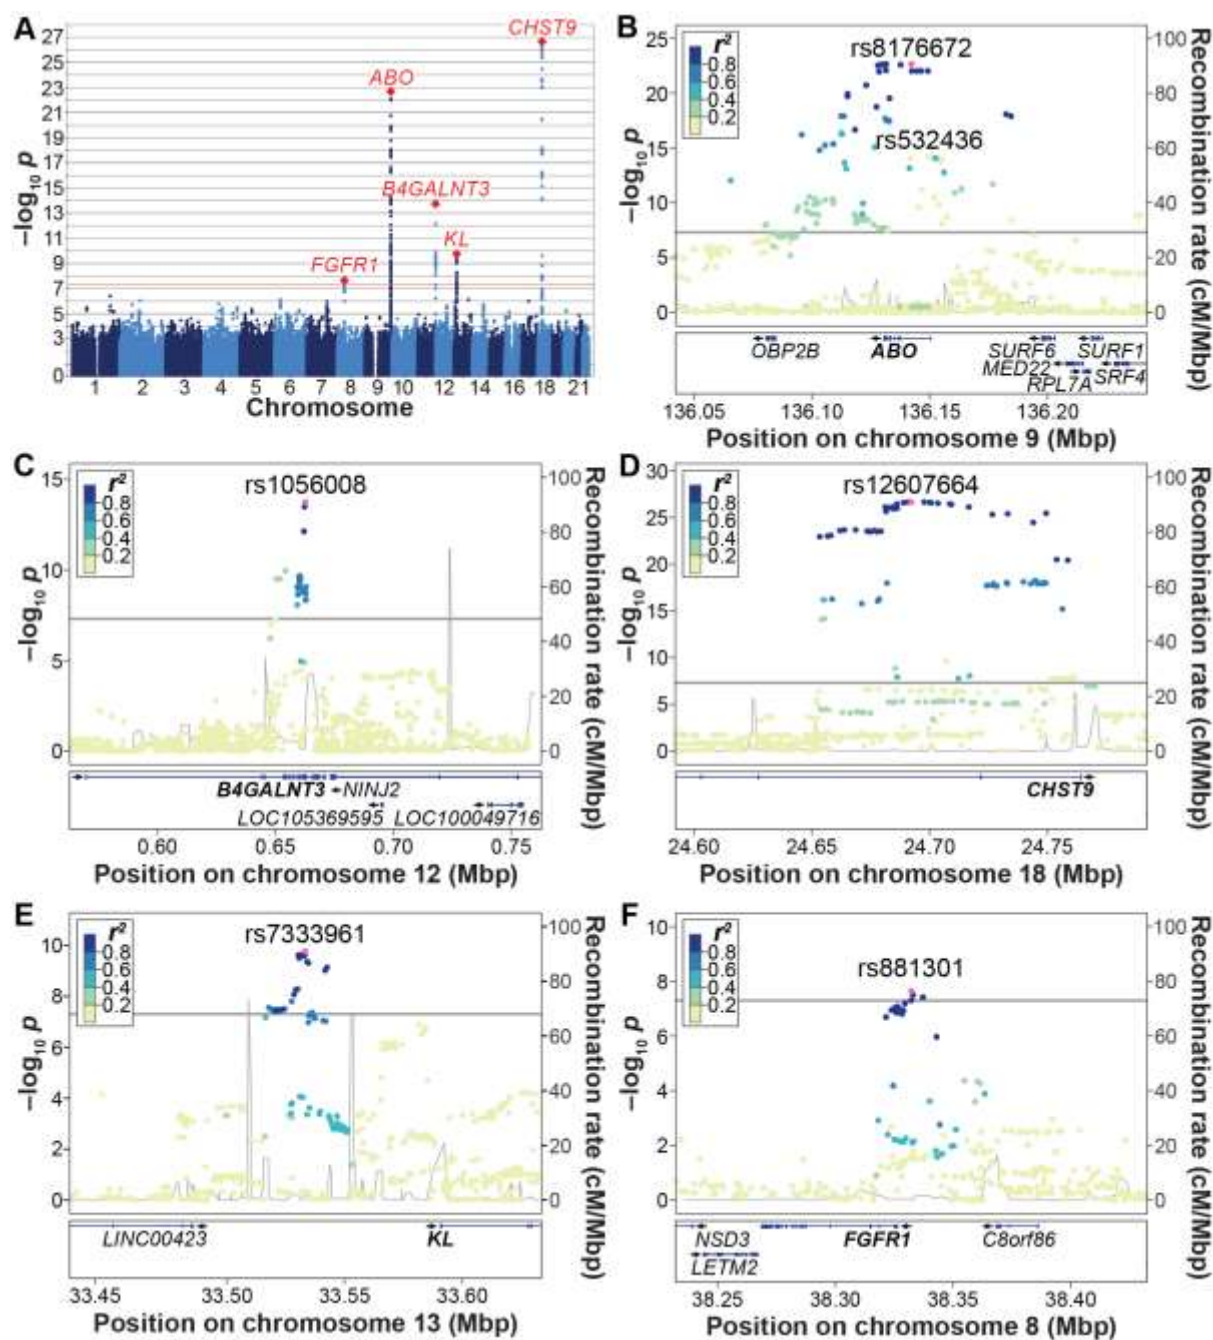 A
CHST9
ABO
B4GALNT3
KL
FGFR1
27
25
23
21
19
17
15
13
11
9
7
5
3
0
−log10 p
1 2 3 4 5 6 7 8 9 10 12 14 16 18 21
Chromosome
B
r²
0.8
0.6
0.4
0.2
rs8176672
rs532436
25
20
15
10
5
0
−log10 p
100
80
60
40
20
0
Recombination rate (cM/Mbp)
OBP2B ABO SURF6 SURF1
MED22 SRF4
RPL7A
136.05 136.10 136.15 136.20
Position on chromosome 9 (Mbp)
C
r²
0.8
0.6
0.4
0.2
rs1056008
15
10
5
0
−log10 p
100
80
60
40
20
0
Recombination rate (cM/Mbp)
B4GALNT3 NINJ2
LOC105369595 LOC100049716
0.60 0.65 0.70 0.75
Position on chromosome 12 (Mbp)
D
r²
0.8
0.6
0.4
0.2
rs12607664
30
25
20
15
10
5
0
−log10 p
100
80
60
40
20
0
Recombination rate (cM/Mbp)
CHST9
24.60 24.65 24.70 24.75
Position on chromosome 18 (Mbp)
E
r²
0.8
0.6
0.4
0.2
rs7333961
10
8
6
4
2
0
−log10 p
100
80
60
40
20
0
Recombination rate (cM/Mbp)
LINC00423 KL
33.45 33.50 33.55 33.60
Position on chromosome 13 (Mbp)
F
r²
0.8
0.6
0.4
0.2
rs881301
10
8
6
4
2
0
−log10 p
100
80
60
40
20
0
Recombination rate (cM/Mbp)
NSD3 FGFR1 C8orf86
LETM2
38.25 38.30 38.35 38.40
Position on chromosome 8 (Mbp)